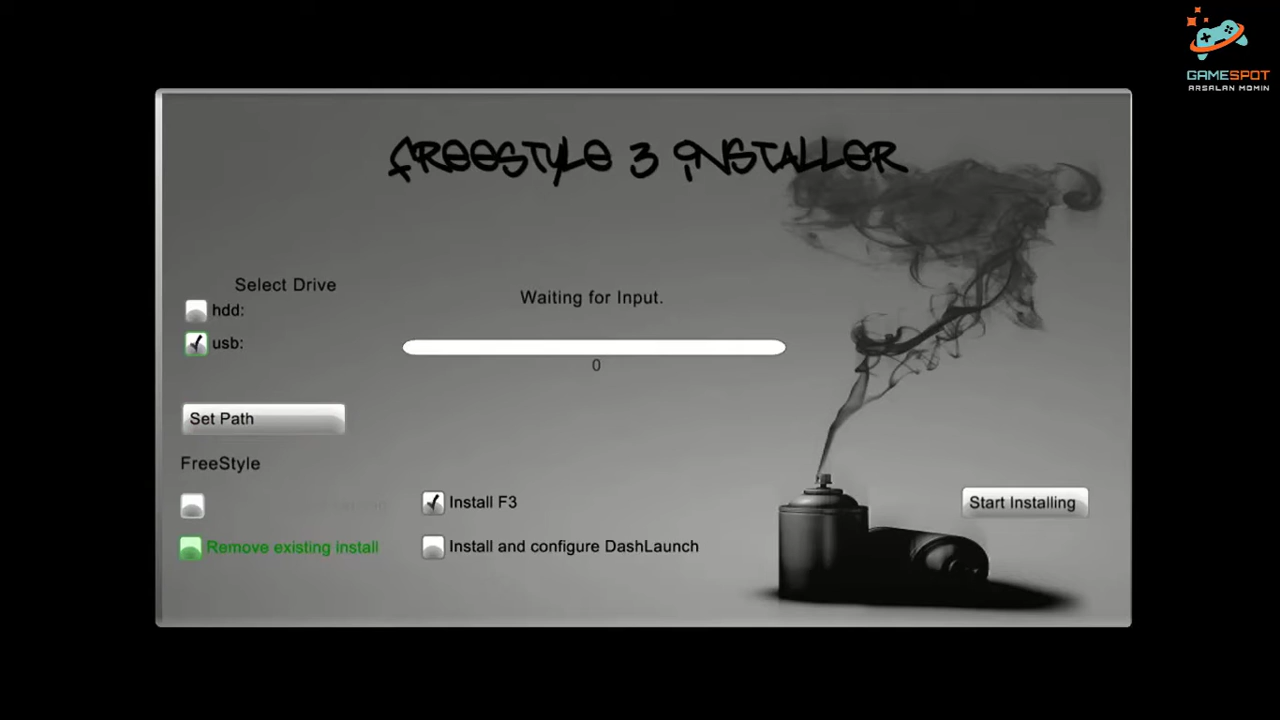 GAMESPOT
ARSALAN MOMIN
FREESTYLE 3 INSTALLER
Select Drive
hdd:
usb:
Waiting for Input.
0
Set Path
FreeStyle
Install F3
Start Installing
Remove existing install
Install and configure DashLaunch